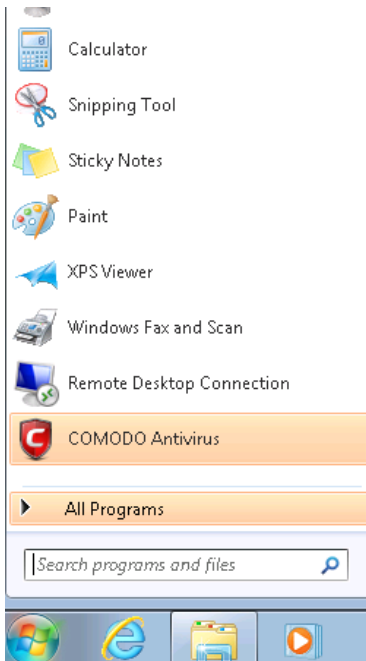 Calculator
Snipping Tool
Sticky Notes
Paint
XPS Viewer
Windows Fax and Scan
Remote Desktop Connection
COMODO Antivirus
All Programs
Search programs and files